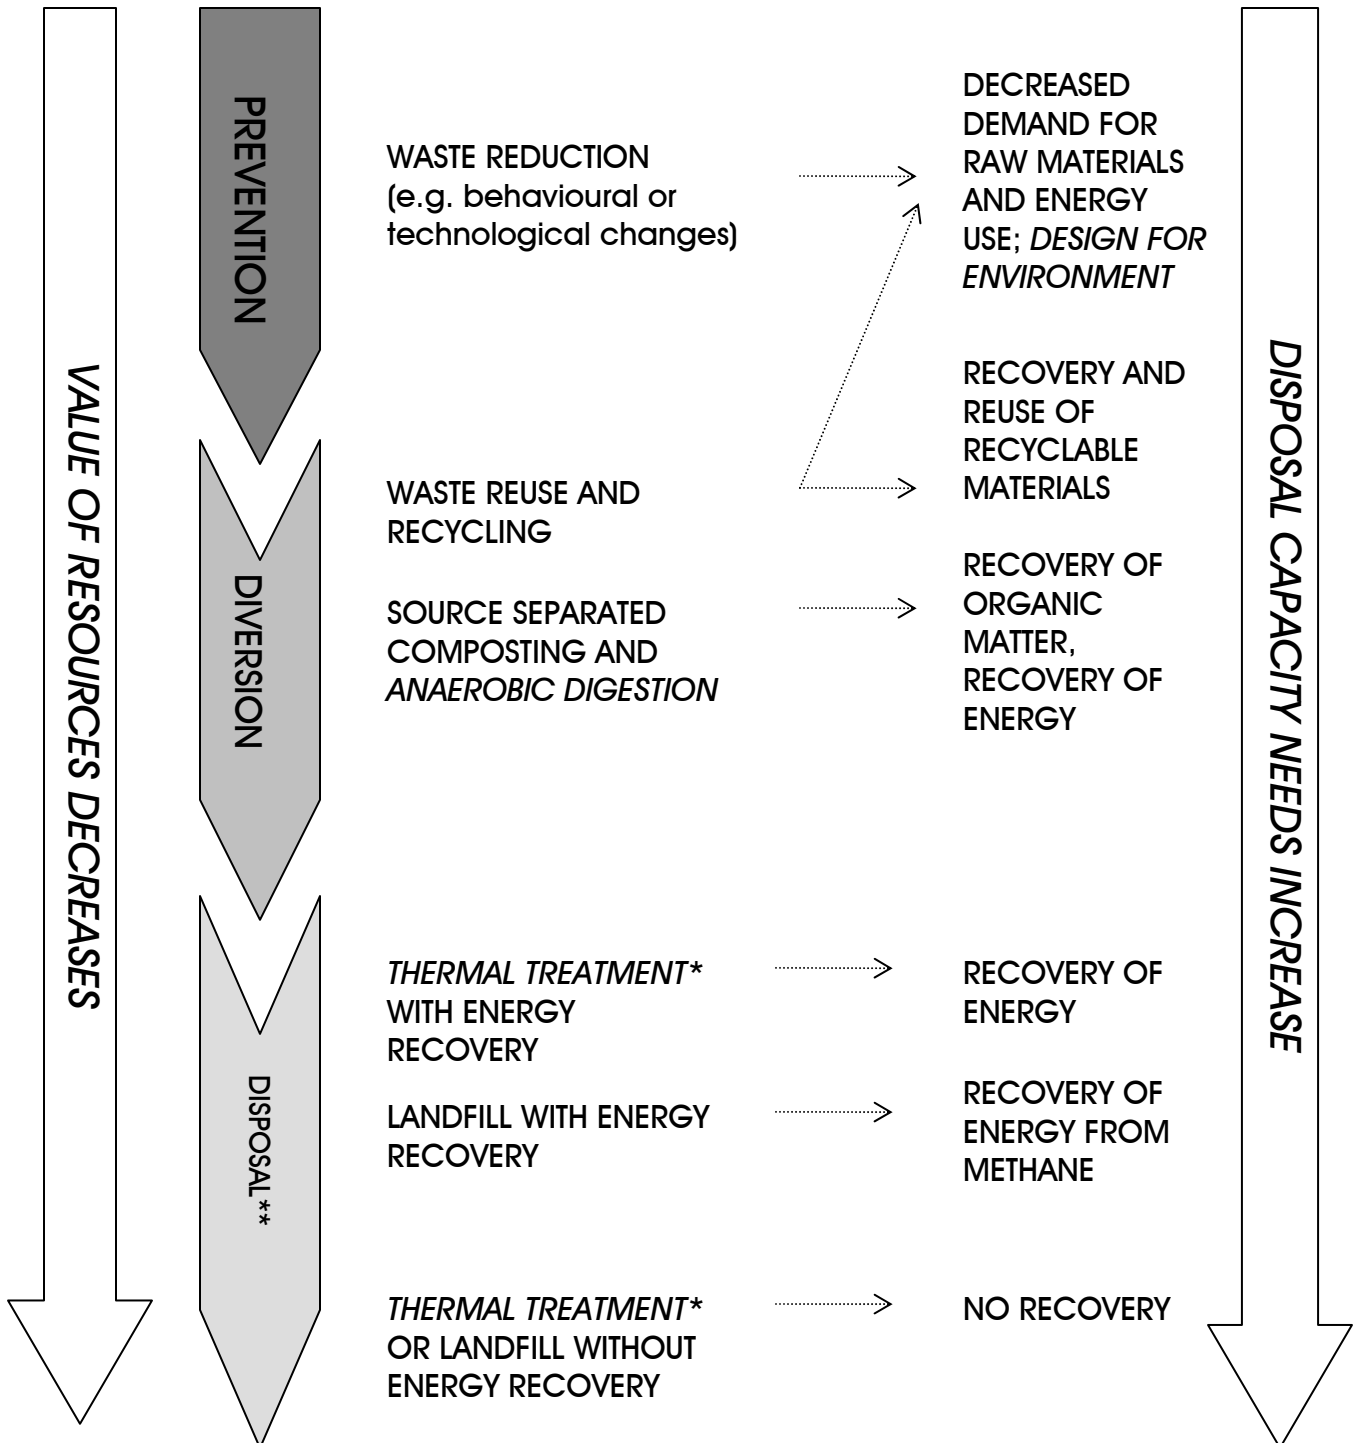 VALUE OF RESOURCES DECREASES
PREVENTION
WASTE REDUCTION
(e.g. behavioural or
technological changes)
DECREASED
DEMAND FOR
RAW MATERIALS
AND ENERGY
USE; DESIGN FOR
ENVIRONMENT
DIVERSION
WASTE REUSE AND
RECYCLING
RECOVERY AND
REUSE OF
RECYCLABLE
MATERIALS
SOURCE SEPARATED
COMPOSTING AND
ANAEROBIC DIGESTION
RECOVERY OF
ORGANIC
MATTER,
RECOVERY OF
ENERGY
DISPOSAL**
THERMAL TREATMENT*
WITH ENERGY
RECOVERY
RECOVERY OF
ENERGY
LANDFILL WITH ENERGY
RECOVERY
RECOVERY OF
ENERGY FROM
METHANE
THERMAL TREATMENT*
OR LANDFILL WITHOUT
ENERGY RECOVERY
NO RECOVERY
DISPOSAL CAPACITY NEEDS INCREASE